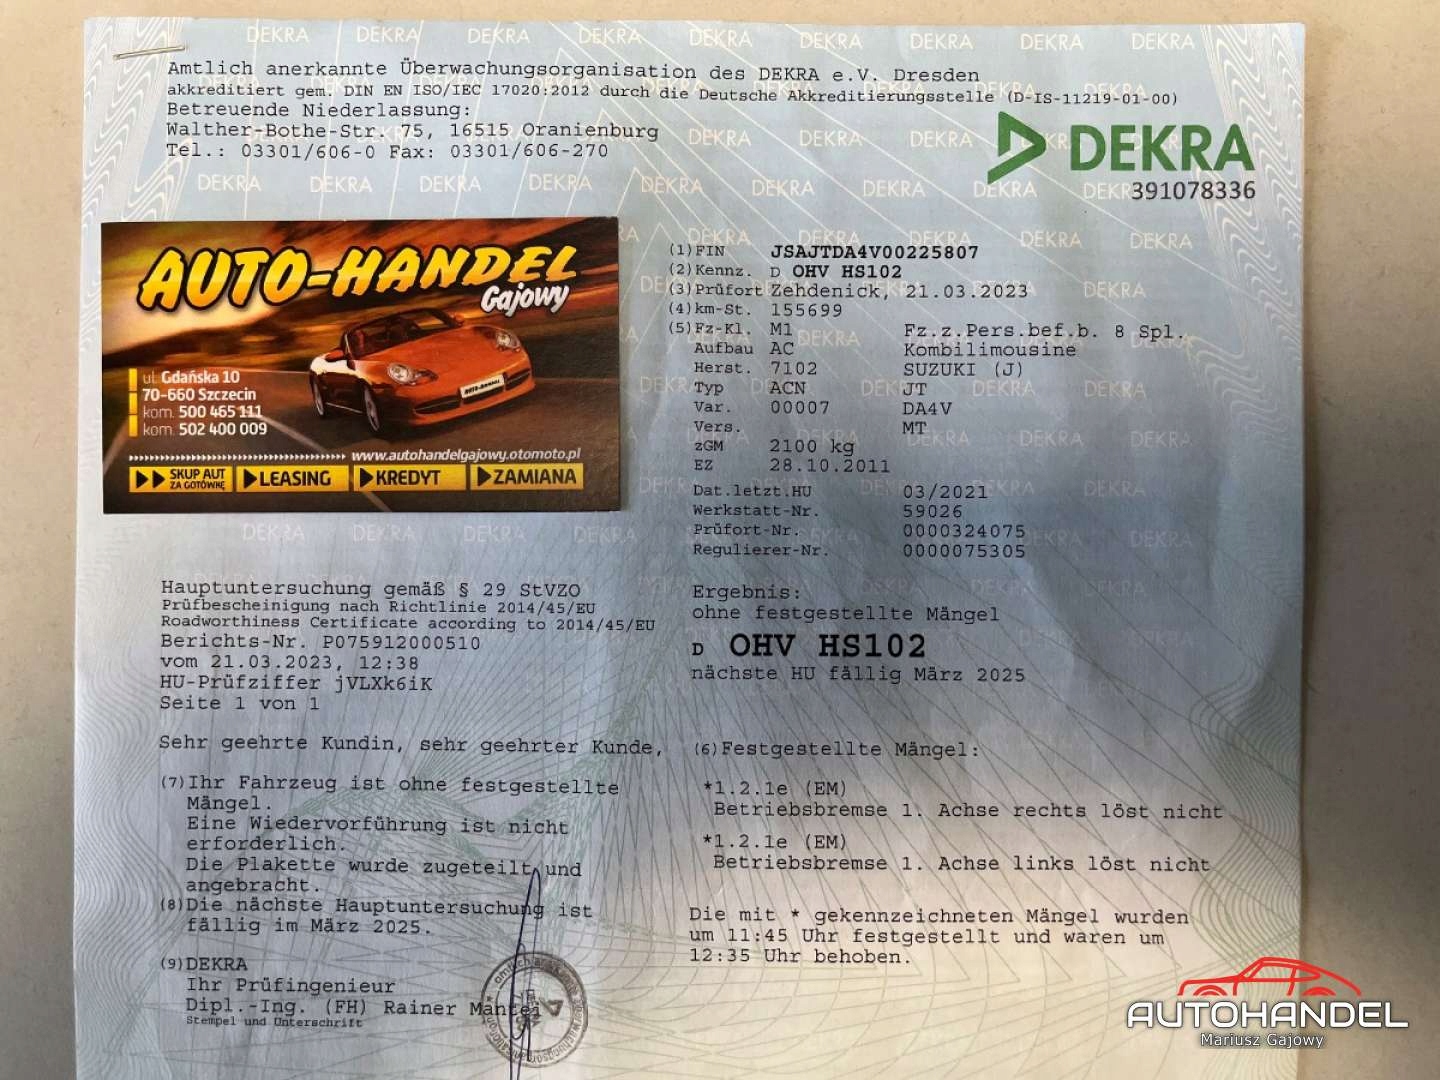 Amtlich anerkannte Überwachungsorganisation des DEKRA e.V. Dresden
akkreditiert gem. DIN EN ISO/IEC 17020:2012 durch die Deutsche Akkreditierungsstelle (D-IS-11219-01-00)
Betreuende Niederlassung:
Walther-Bothe-Str. 75, 16515 Oranienburg
Tel.: 03301/606-0 Fax: 03301/606-270
DEKRA
391078336
AUTO-HANDEL
Gajowy
ul. Gdańska 10
70-660 Szczecin
kom. 500 465 111
kom. 502 400 009
AUTO-HANDEL
www.autohandelgajowy.otomoto.pl
SKUP AUT ZA GOTÓWKĘ
LEASING
KREDYT
ZAMIANA
(1) FIN JSAJTDA4V00225807
(2) Kennz. D OHV HS102
(3) Prüfort Zehdenick, 21.03.2023
(4) km-St. 155699
(5) Fz-Kl. M1 Fz.z.Pers.bef.b. 8 Spl.
Aufbau AC Kombilimousine
Herst. 7102 SUZUKI (J)
Typ ACN JT
Var. 00007 DA4V
Vers. MT
zGM 2100 kg
EZ 28.10.2011
Dat.letzt.HU 03/2021
Werkstatt-Nr. 59026
Prüfort-Nr. 0000324075
Regulierer-Nr. 0000075305
Hauptuntersuchung gemäß § 29 StVZO
Prüfbescheinigung nach Richtlinie 2014/45/EU
Roadworthiness Certificate according to 2014/45/EU
Berichts-Nr. P075912000510
vom 21.03.2023, 12:38
HU-Prüfziffer jVLXk6iK
Seite 1 von 1
Ergebnis:
ohne festgestellte Mängel
D OHV HS102
nächste HU fällig März 2025
Sehr geehrte Kundin, sehr geehrter Kunde,
(7) Ihr Fahrzeug ist ohne festgestellte
Mängel.
Eine Wiedervorführung ist nicht
erforderlich.
Die Plakette wurde zugeteilt und
angebracht.
(8) Die nächste Hauptuntersuchung ist
fällig im März 2025.
(9) DEKRA
Ihr Prüfingenieur
Dipl.-Ing. (FH) Rainer Mantei
Stempel und Unterschrift
(6) Festgestellte Mängel:
*1.2.1e (EM)
Betriebsbremse 1. Achse rechts löst nicht
*1.2.1e (EM)
Betriebsbremse 1. Achse links löst nicht
Die mit * gekennzeichneten Mängel wurden
um 11:45 Uhr festgestellt und waren um
12:35 Uhr behoben.
AUTOHANDEL
Mariusz Gajowy